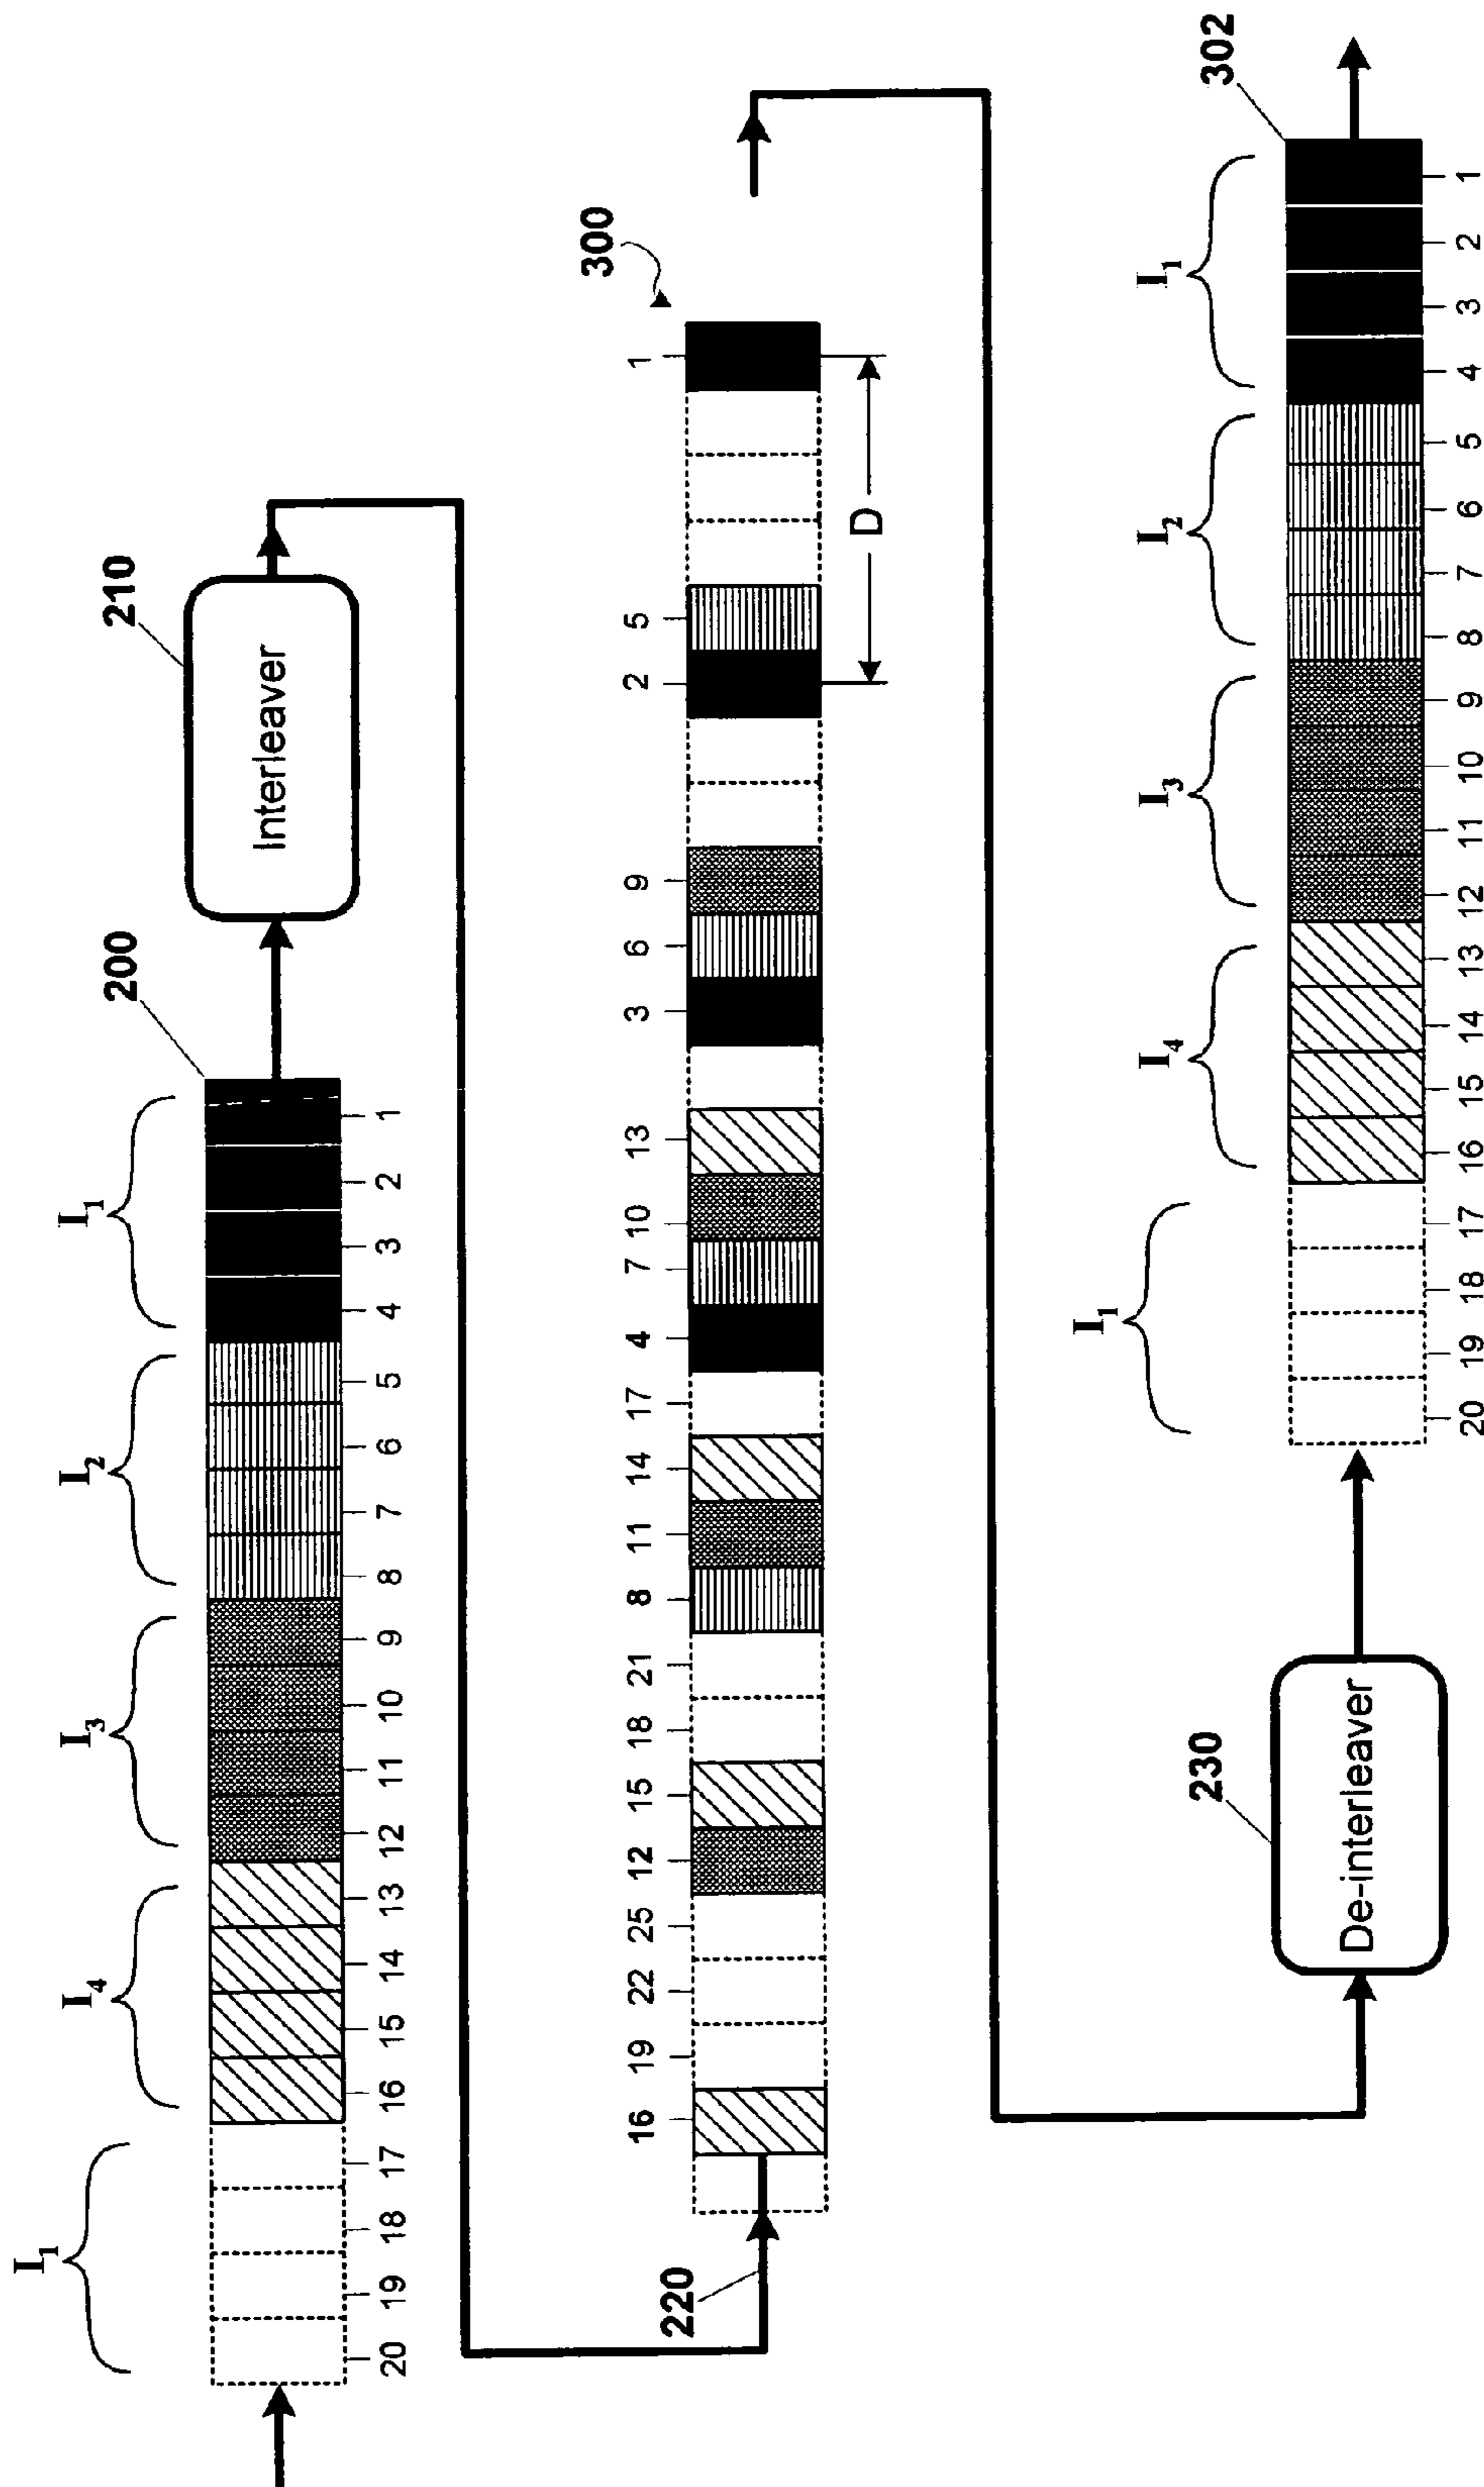 I₁
I₄ I₃ I₂ I₁
200 210
Interleaver
20 19 18 17 16 15 14 13 12 11 10 9 8 7 6 5 4 3 2 1
300
16 19 22 25 12 15 18 21 8 11 14 17 4 7 10 13 3 6 9 2 5 1
220
D
I₁
I₄ I₃ I₂ I₁
230 302
De-interleaver
20 19 18 17 16 15 14 13 12 11 10 9 8 7 6 5 4 3 2 1